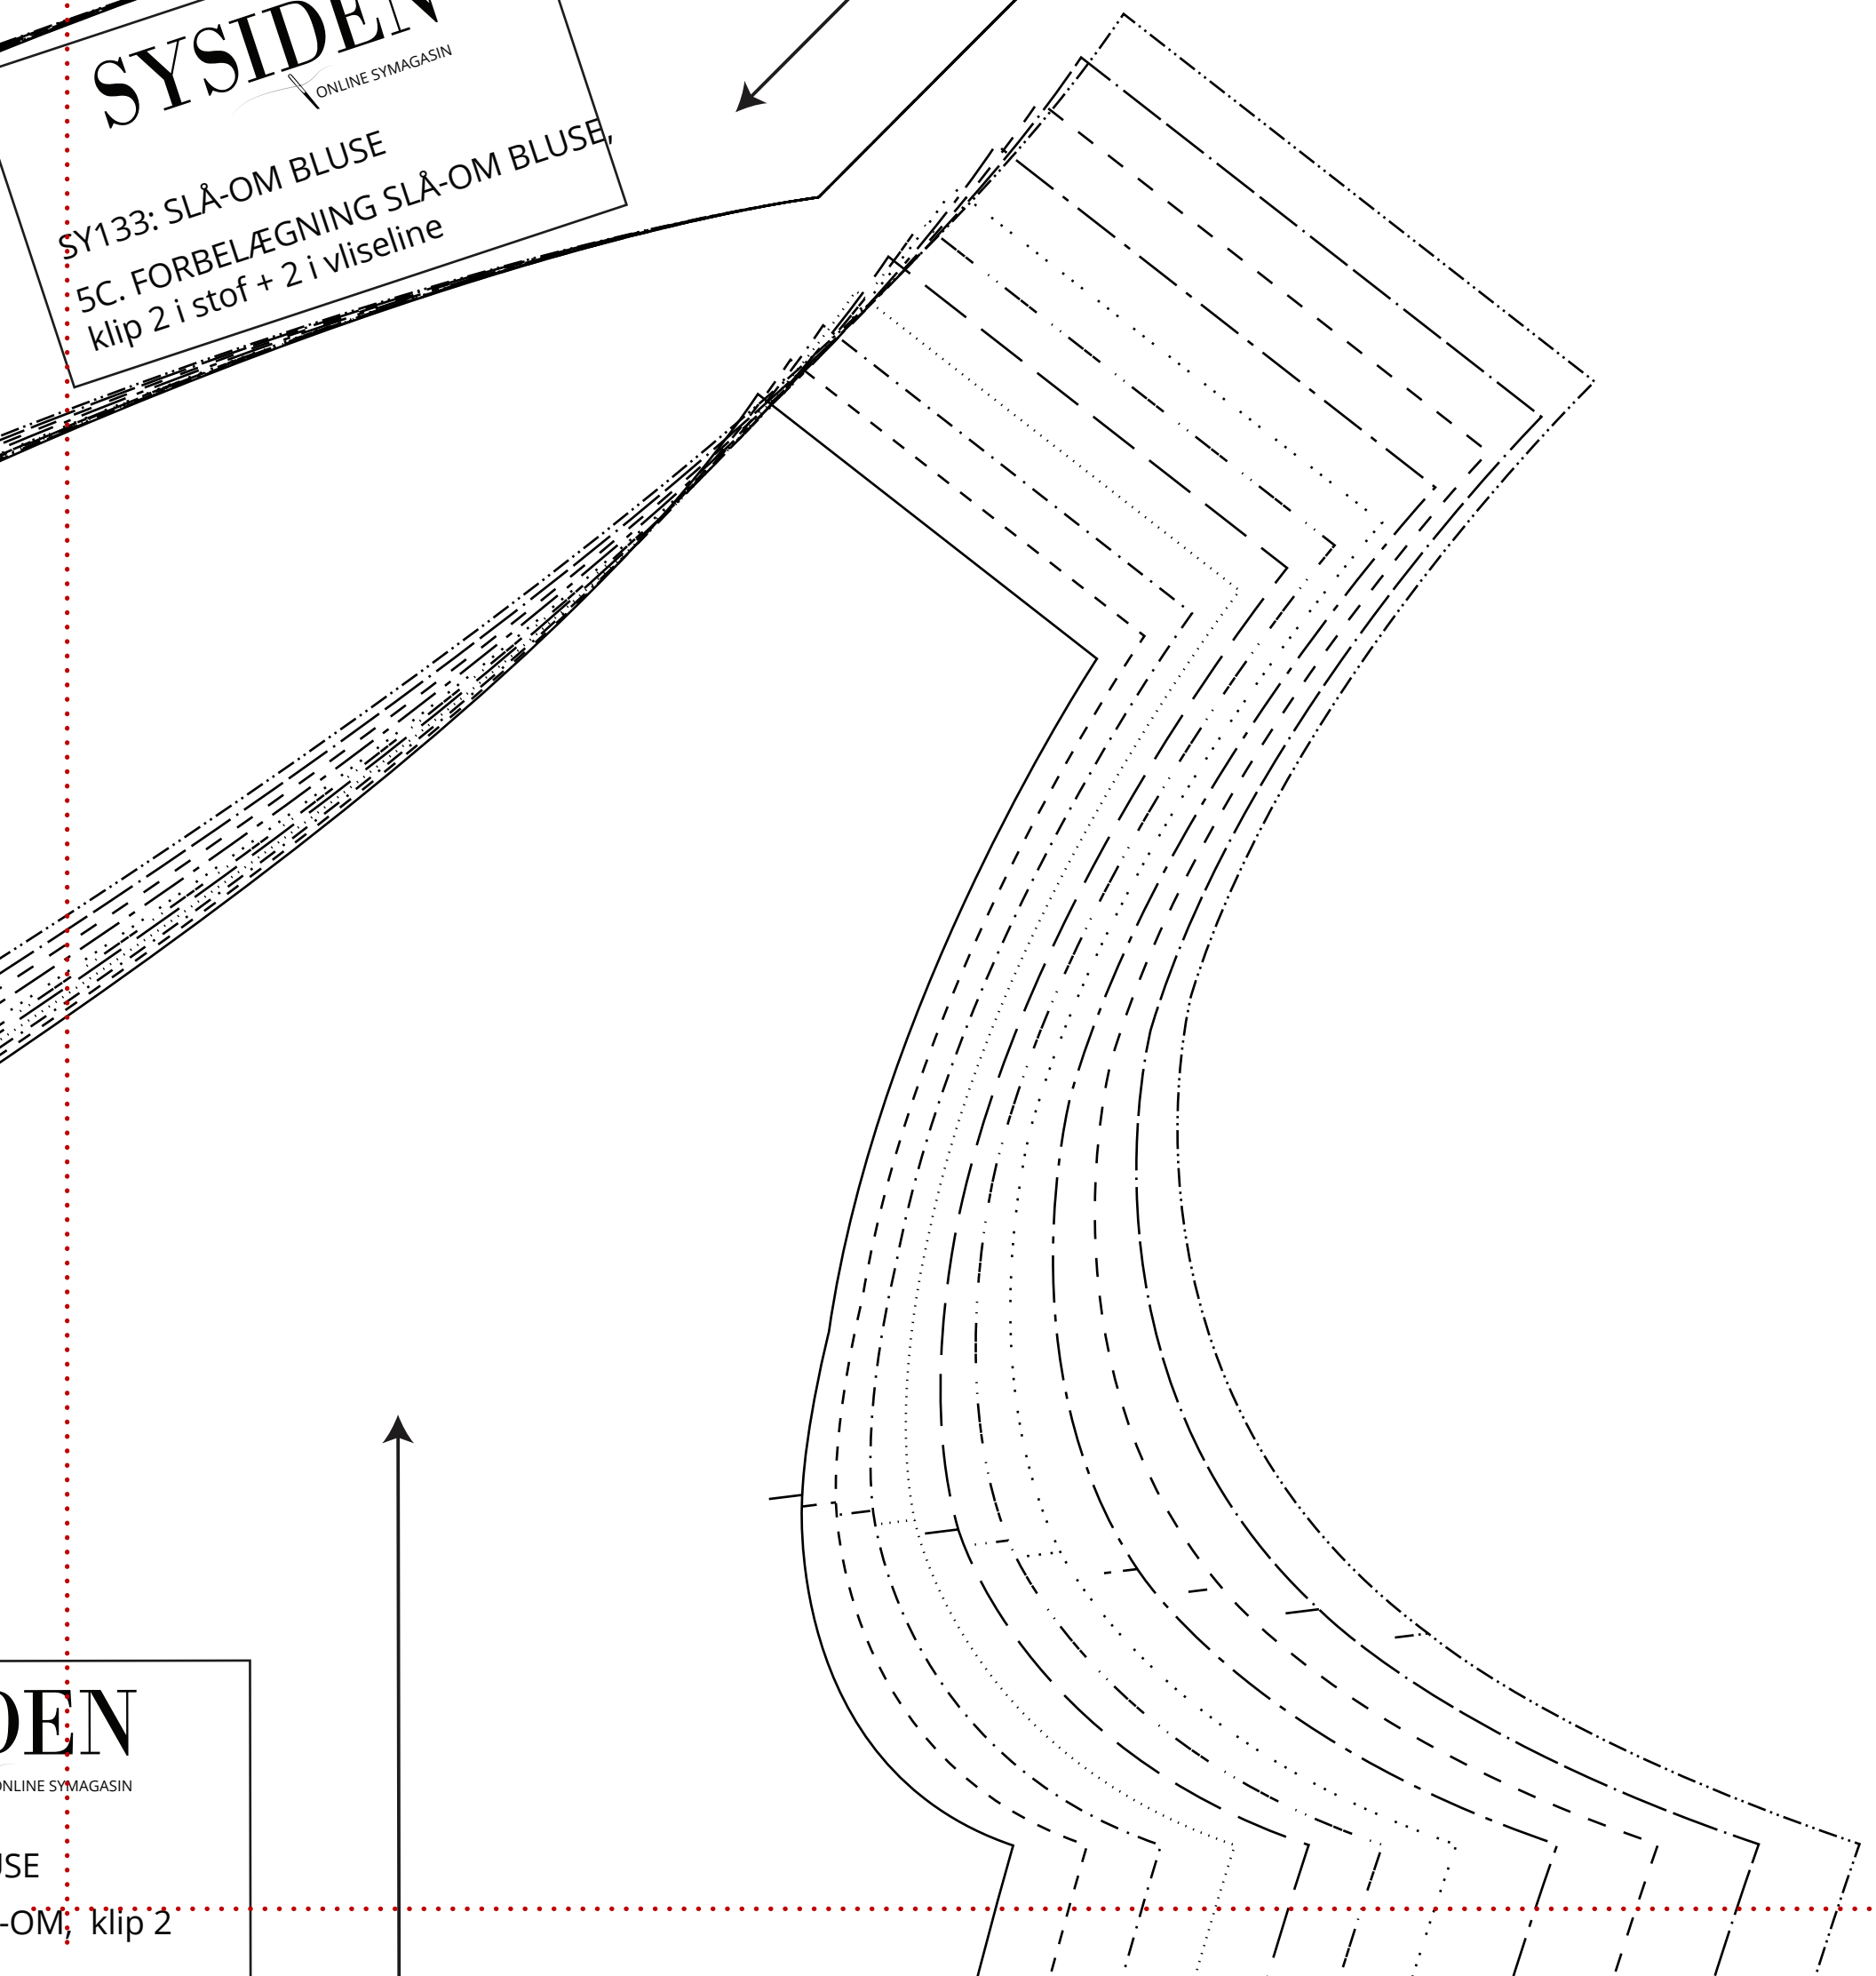 SYSIDEN
ONLINE SYMAGASIN
SY133: SLÅ-OM BLUSE
5C. FORBELÆGNING SLÅ-OM BLUSE,
klip 2 i stof + 2 i vliseline
DEN
ONLINE SYMAGASIN
USE
-OM, klip 2